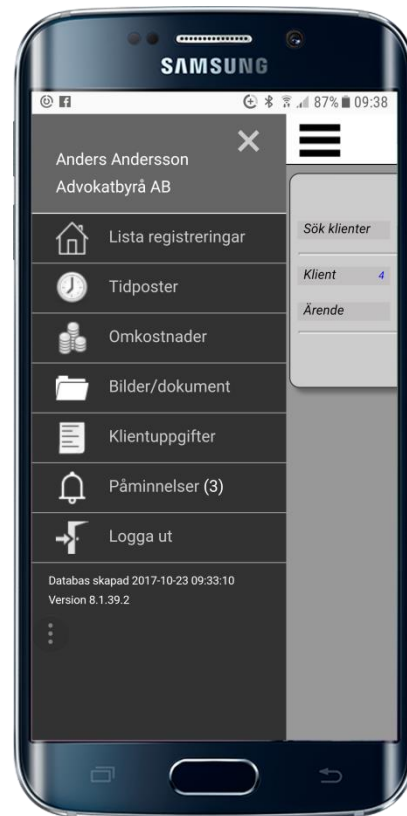 SAMSUNG
87% 09:38
Anders Andersson
Advokatbyrå AB
Lista registreringar
Tidposter
Omkostnader
Bilder/dokument
Klientuppgifter
Påminnelser (3)
Logga ut
Databas skapad 2017-10-23 09:33:10
Version 8.1.39.2
Sök klienter
Klient 4
Ärende